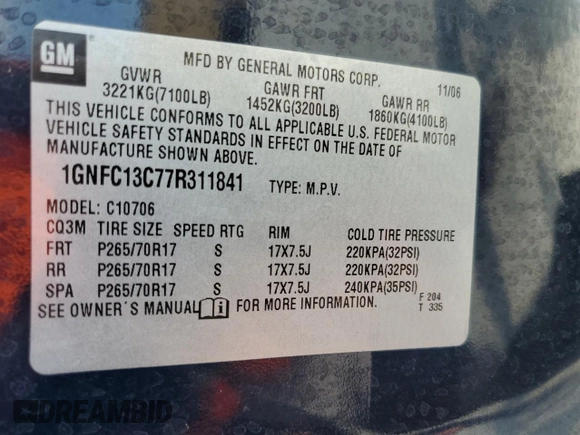 GM
MFD BY GENERAL MOTORS CORP.
11/06
GVWR GAWR FRT GAWR RR
3221KG(7100LB) 1452KG(3200LB) 1860KG(4100LB)
THIS VEHICLE CONFORMS TO ALL APPLICABLE U.S. FEDERAL MOTOR
VEHICLE SAFETY STANDARDS IN EFFECT ON THE DATE OF
MANUFACTURE SHOWN ABOVE.
1GNFC13C77R311841 TYPE: M.P.V.
MODEL: C10706
CQ3M TIRE SIZE SPEED RTG RIM COLD TIRE PRESSURE
FRT P265/70R17 S 17X7.5J 220KPA(32PSI)
RR P265/70R17 S 17X7.5J 220KPA(32PSI)
SPA P265/70R17 S 17X7.5J 240KPA(35PSI)
SEE OWNER'S MANUAL i FOR MORE INFORMATION.
F 204
T 335
DREAMBID